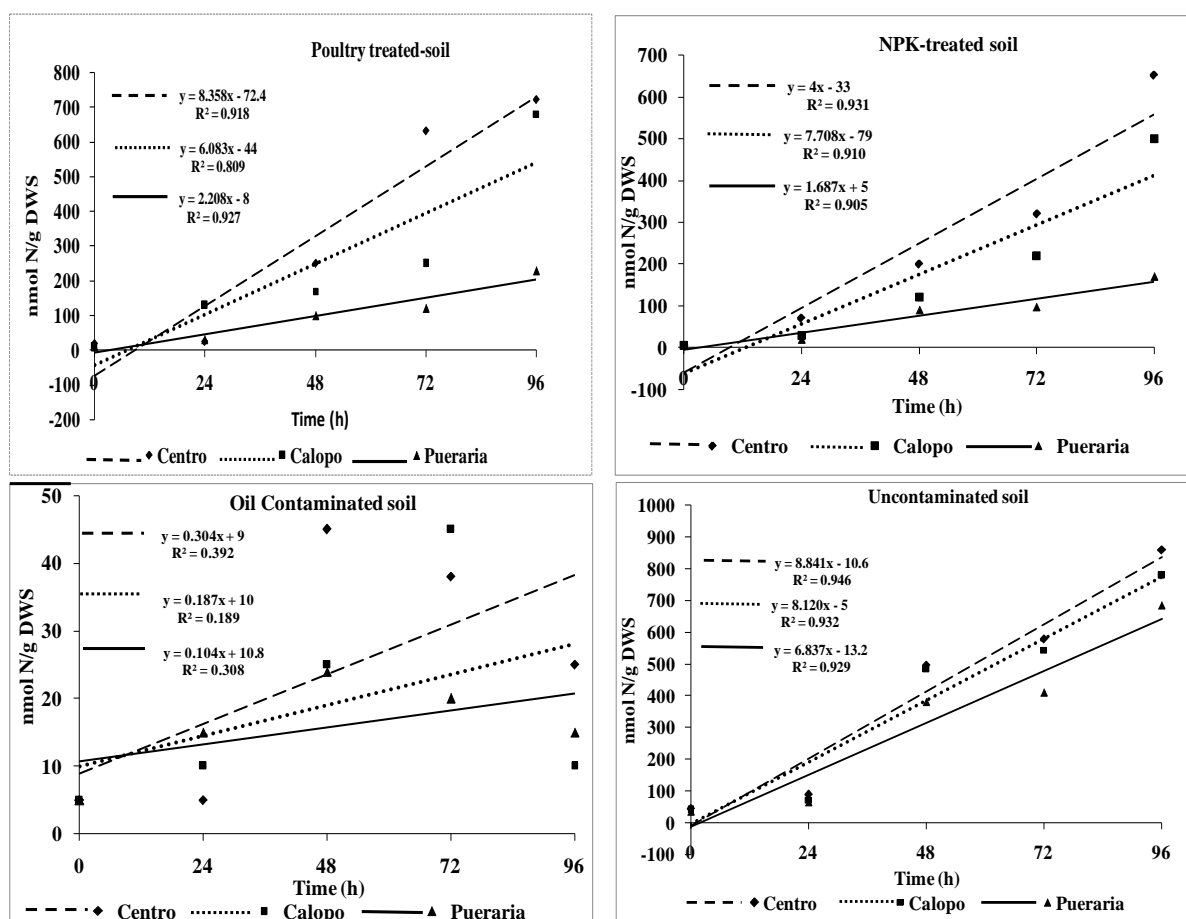 Poultry treated-soil
800
700
600
500
400
300
200
100
0
-100
-200
nmol N/g DWS
y = 8.358x - 72.4
R² = 0.918
y = 6.083x - 44
R² = 0.809
y = 2.208x - 8
R² = 0.927
0 24 48 72 96
Time (h)
Centro Calopo Pueraria
NPK-treated soil
700
600
500
400
300
200
100
0
-100
nmol N/g DWS
y = 4x - 33
R² = 0.931
y = 7.708x - 79
R² = 0.910
y = 1.687x + 5
R² = 0.905
0 24 48 72 96
Time (h)
Centro Calopo Pueraria
Oil Contaminated soil
50
40
30
20
10
0
nmol N/g DWS
y = 0.304x + 9
R² = 0.392
y = 0.187x + 10
R² = 0.189
y = 0.104x + 10.8
R² = 0.308
0 24 48 72 96
Time (h)
Centro Calopo Pueraria
Uncontaminated soil
1000
900
800
700
600
500
400
300
200
100
0
-100
nmol N/g DWS
y = 8.841x - 10.6
R² = 0.946
y = 8.120x - 5
R² = 0.932
y = 6.837x - 13.2
R² = 0.929
0 24 48 72 96
Time (h)
Centro Calopo Pueraria